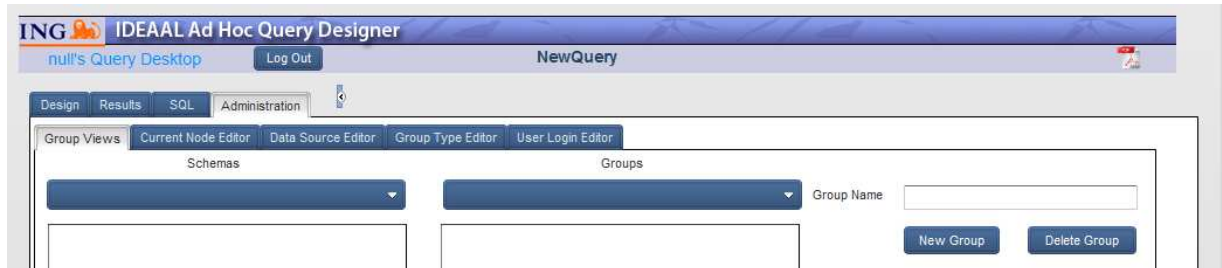 ING IDEAAL Ad Hoc Query Designer
null's Query Desktop Log Out NewQuery
Design Results SQL Administration
Group Views Current Node Editor Data Source Editor Group Type Editor User Login Editor
Schemas Groups
Group Name
New Group Delete Group